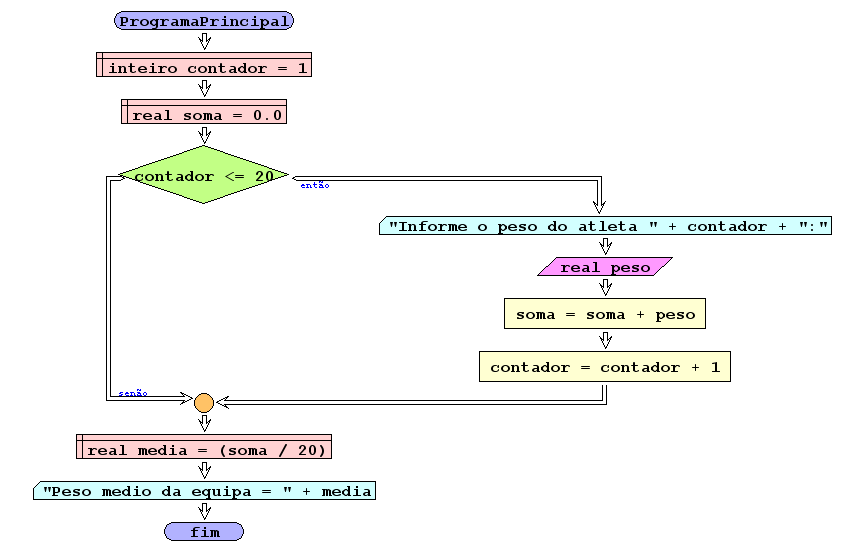 ProgramaPrincipal
inteiro contador = 1
real soma = 0.0
contador <= 20
então
"Informe o peso do atleta " + contador + ":"
real peso
soma = soma + peso
contador = contador + 1
senão
real media = (soma / 20)
"Peso medio da equipa = " + media
fim